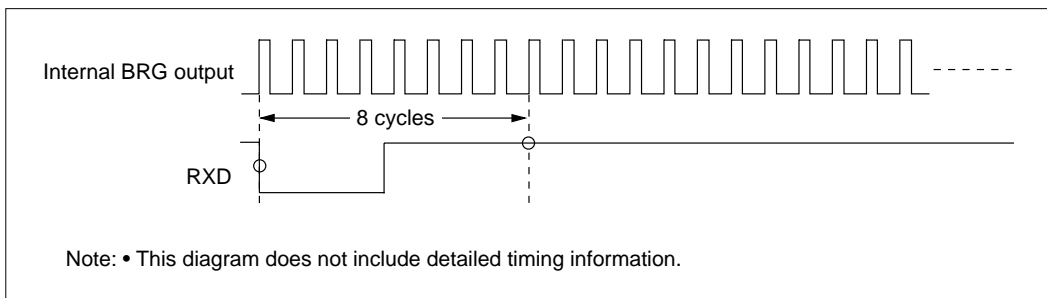 Internal BRG output
8 cycles
RXD
Note: • This diagram does not include detailed timing information.